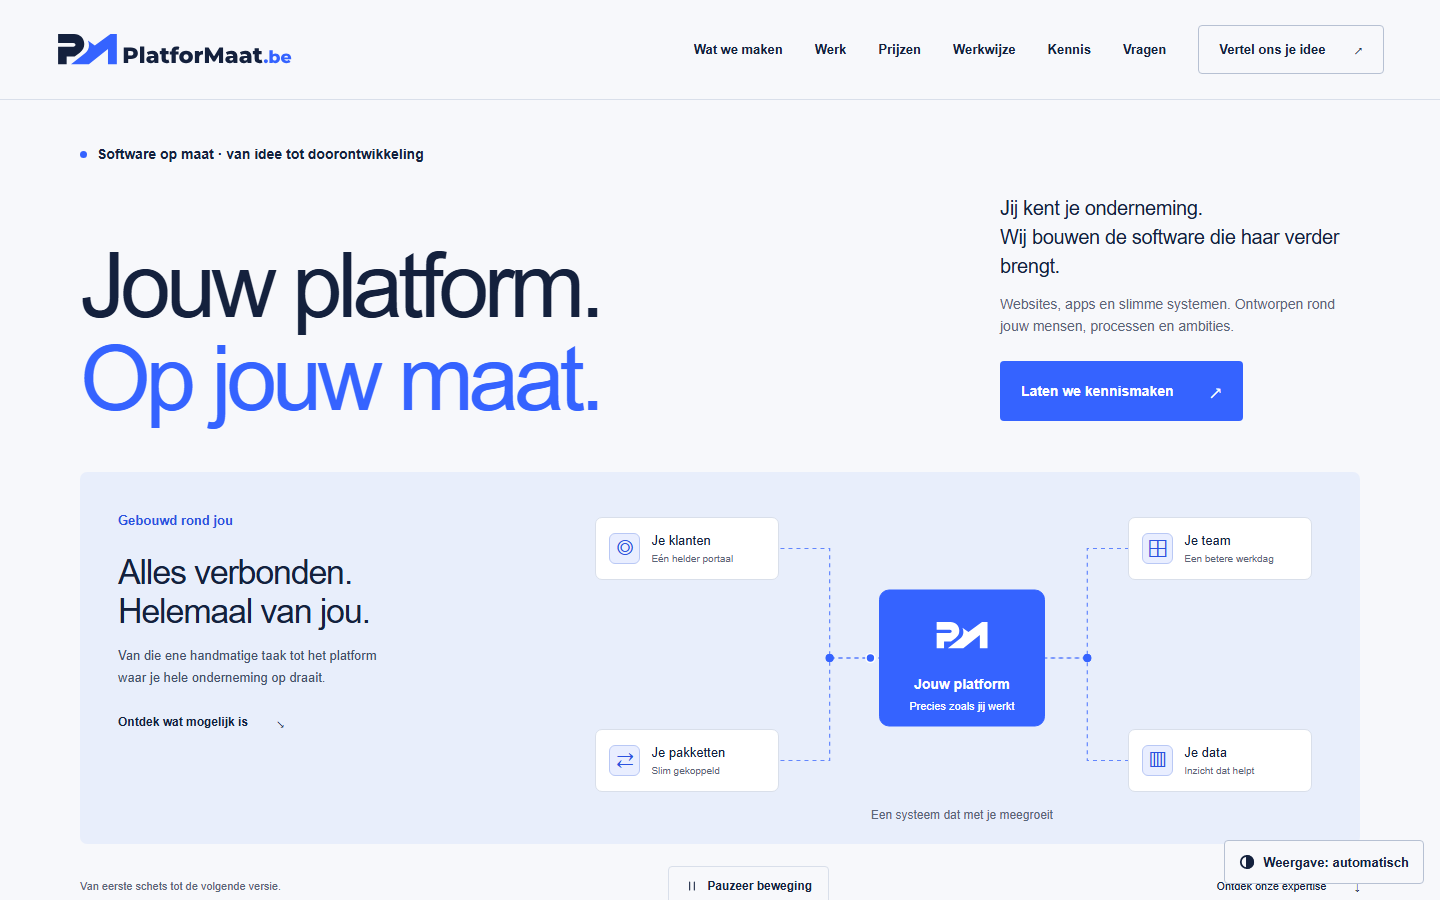 PM PlatforMaat.be
Wat we maken
Werk
Prijzen
Werkwijze
Kennis
Vragen
Vertel ons je idee ↗
Software op maat · van idee tot doorontwikkeling
Jouw platform.
Op jouw maat.
Jij kent je onderneming.
Wij bouwen de software die haar verder
brengt.
Websites, apps en slimme systemen. Ontworpen rond
jouw mensen, processen en ambities.
Laten we kennismaken ↗
Gebouwd rond jou
Alles verbonden.
Helemaal van jou.
Van die ene handmatige taak tot het platform
waar je hele onderneming op draait.
Ontdek wat mogelijk is ↘
Je klanten
Eén helder portaal
Je team
Een betere werkdag
PM
Jouw platform
Precies zoals jij werkt
Je pakketten
Slim gekoppeld
Je data
Inzicht dat helpt
Een systeem dat met je meegroeit
Van eerste schets tot de volgende versie.
Pauzeer beweging
Weergave: automatisch
Ontdek onze expertise ↓